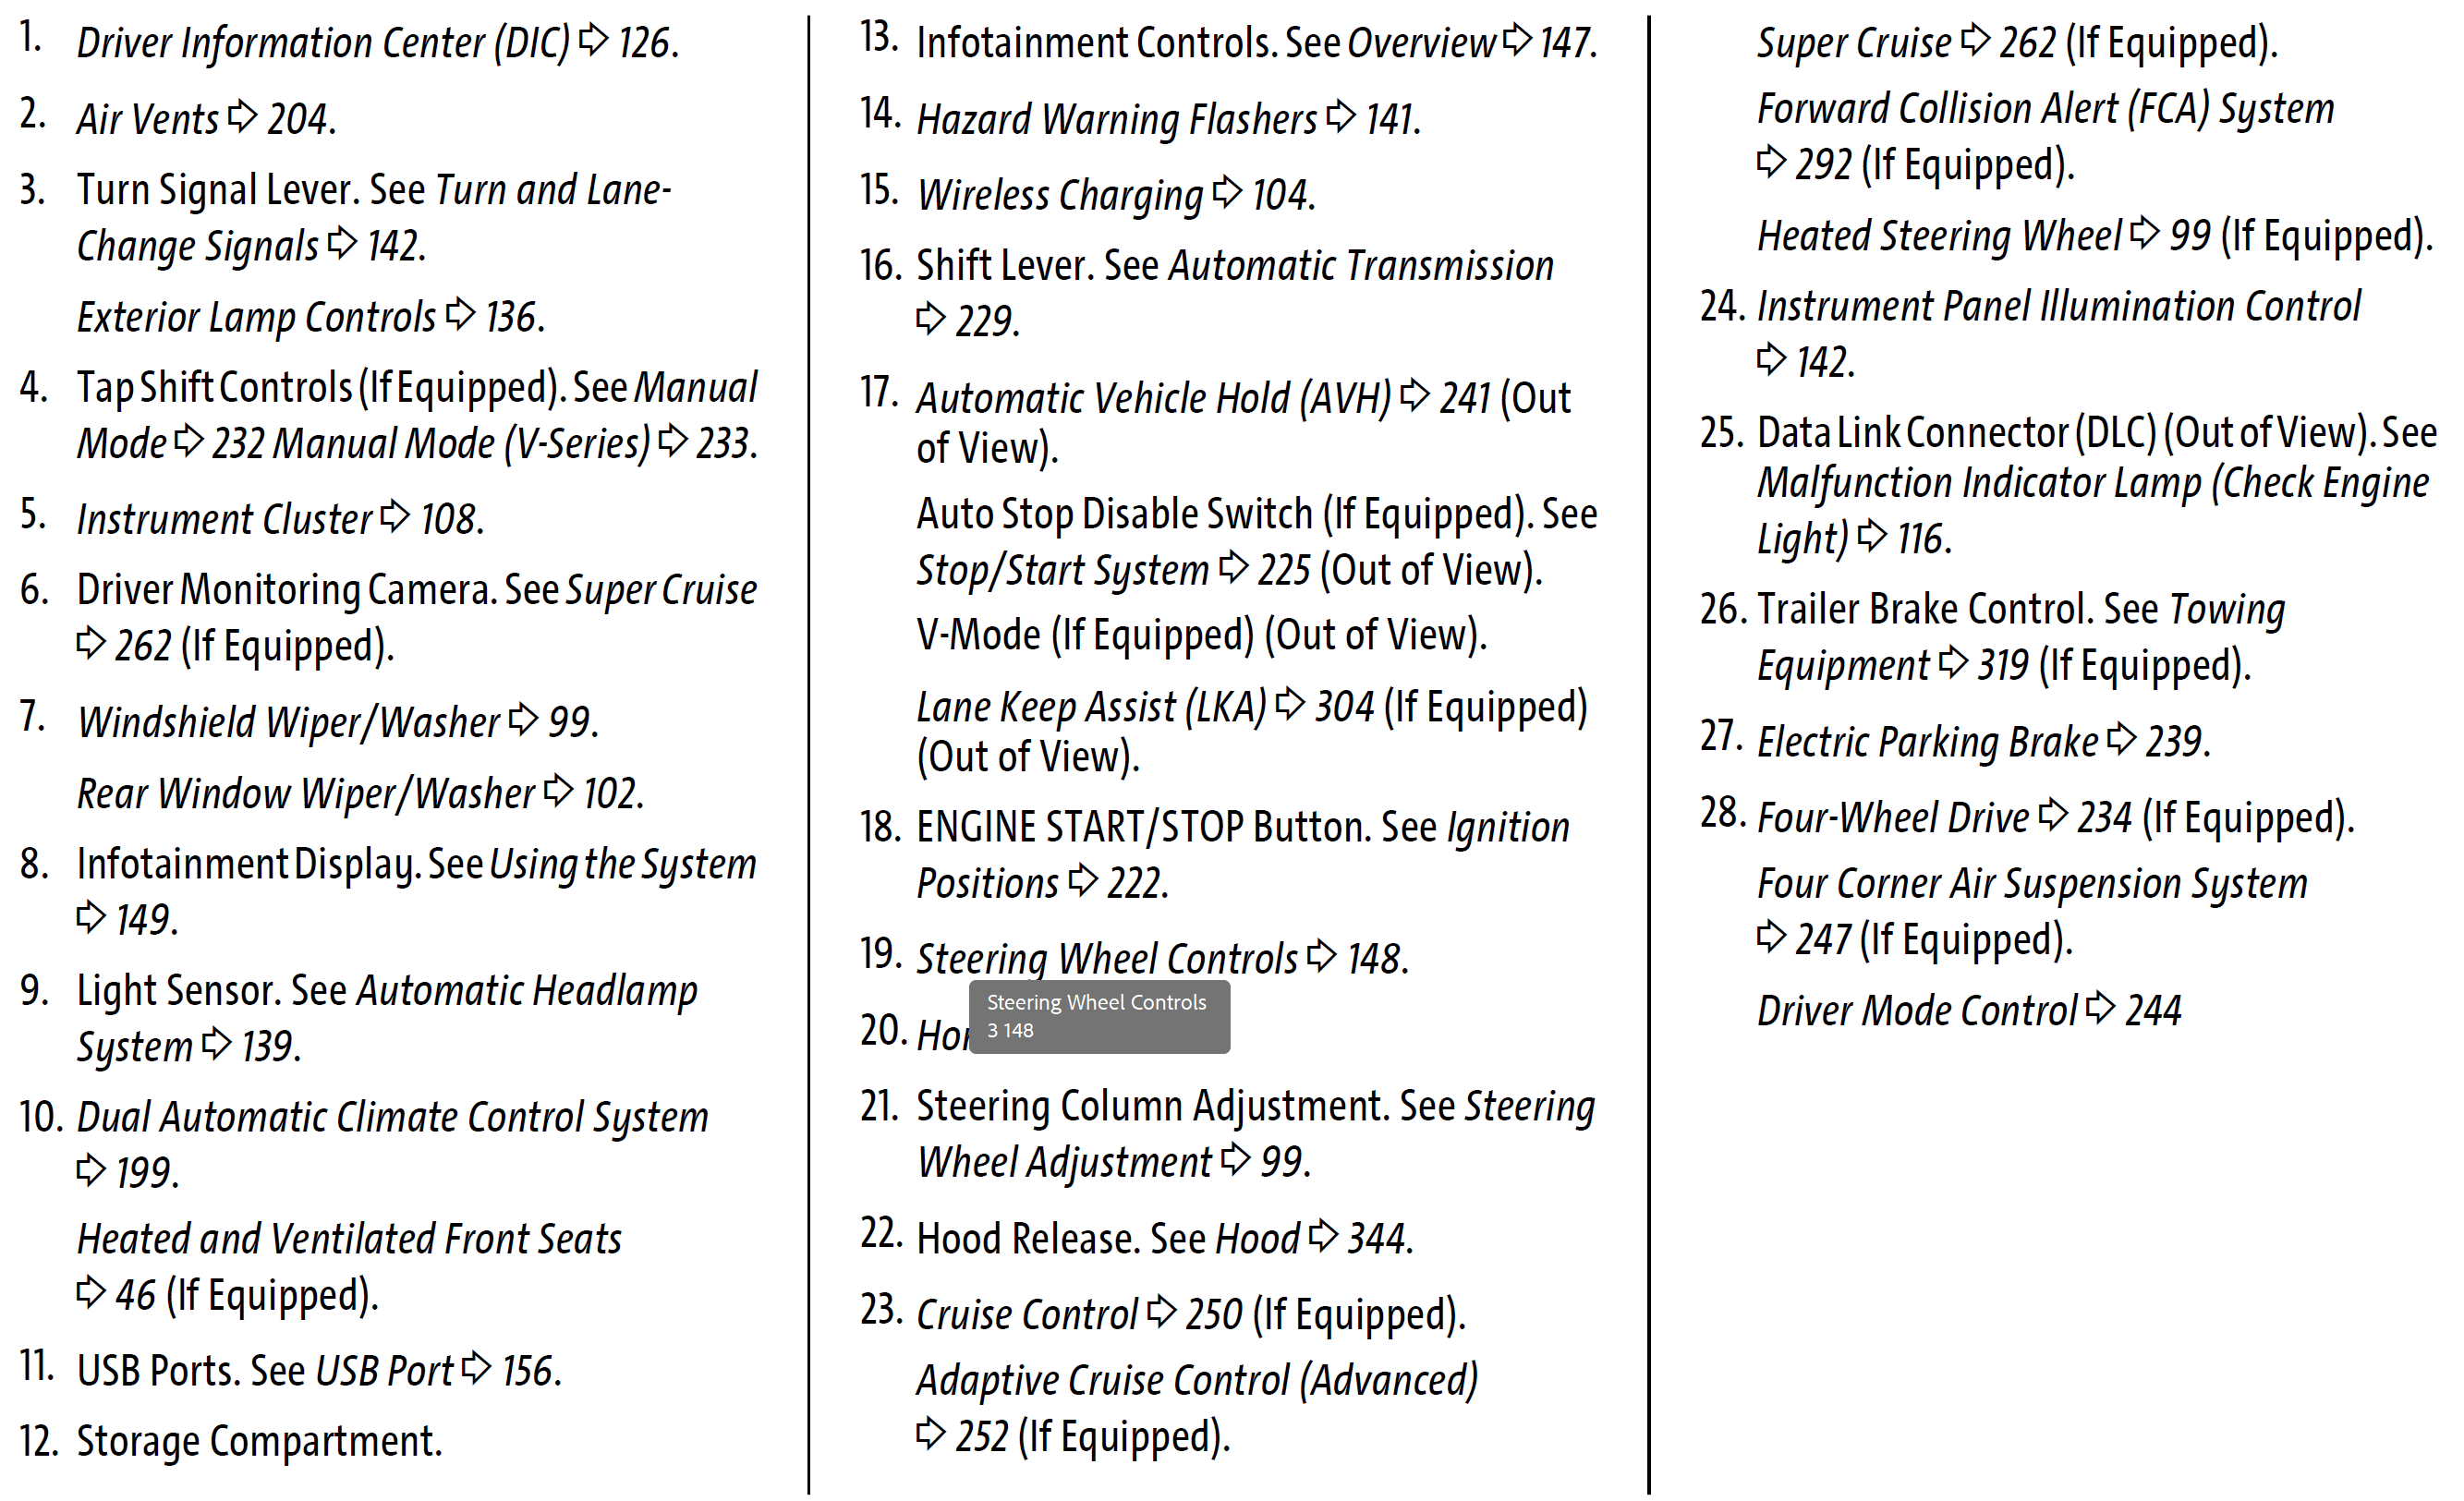 1. Driver Information Center (DIC) ⇨ 126.
2. Air Vents ⇨ 204.
3. Turn Signal Lever. See Turn and Lane-
Change Signals ⇨ 142.
Exterior Lamp Controls ⇨ 136.
4. Tap Shift Controls (If Equipped). See Manual
Mode ⇨ 232 Manual Mode (V-Series) ⇨ 233.
5. Instrument Cluster ⇨ 108.
6. Driver Monitoring Camera. See Super Cruise
⇨ 262 (If Equipped).
7. Windshield Wiper/Washer ⇨ 99.
Rear Window Wiper/Washer ⇨ 102.
8. Infotainment Display. See Using the System
⇨ 149.
9. Light Sensor. See Automatic Headlamp
System ⇨ 139.
10. Dual Automatic Climate Control System
⇨ 199.
Heated and Ventilated Front Seats
⇨ 46 (If Equipped).
11. USB Ports. See USB Port ⇨ 156.
12. Storage Compartment.
13. Infotainment Controls. See Overview ⇨ 147.
14. Hazard Warning Flashers ⇨ 141.
15. Wireless Charging ⇨ 104.
16. Shift Lever. See Automatic Transmission
⇨ 229.
17. Automatic Vehicle Hold (AVH) ⇨ 241 (Out
of View).
Auto Stop Disable Switch (If Equipped). See
Stop/Start System ⇨ 225 (Out of View).
V-Mode (If Equipped) (Out of View).
Lane Keep Assist (LKA) ⇨ 304 (If Equipped)
(Out of View).
18. ENGINE START/STOP Button. See Ignition
Positions ⇨ 222.
19. Steering Wheel Controls ⇨ 148.
Steering Wheel Controls
3 148
20.
21. Steering Column Adjustment. See Steering
Wheel Adjustment ⇨ 99.
22. Hood Release. See Hood ⇨ 344.
23. Cruise Control ⇨ 250 (If Equipped).
Adaptive Cruise Control (Advanced)
⇨ 252 (If Equipped).
Super Cruise ⇨ 262 (If Equipped).
Forward Collision Alert (FCA) System
⇨ 292 (If Equipped).
Heated Steering Wheel ⇨ 99 (If Equipped).
24. Instrument Panel Illumination Control
⇨ 142.
25. Data Link Connector (DLC) (Out of View). See
Malfunction Indicator Lamp (Check Engine
Light) ⇨ 116.
26. Trailer Brake Control. See Towing
Equipment ⇨ 319 (If Equipped).
27. Electric Parking Brake ⇨ 239.
28. Four-Wheel Drive ⇨ 234 (If Equipped).
Four Corner Air Suspension System
⇨ 247 (If Equipped).
Driver Mode Control ⇨ 244